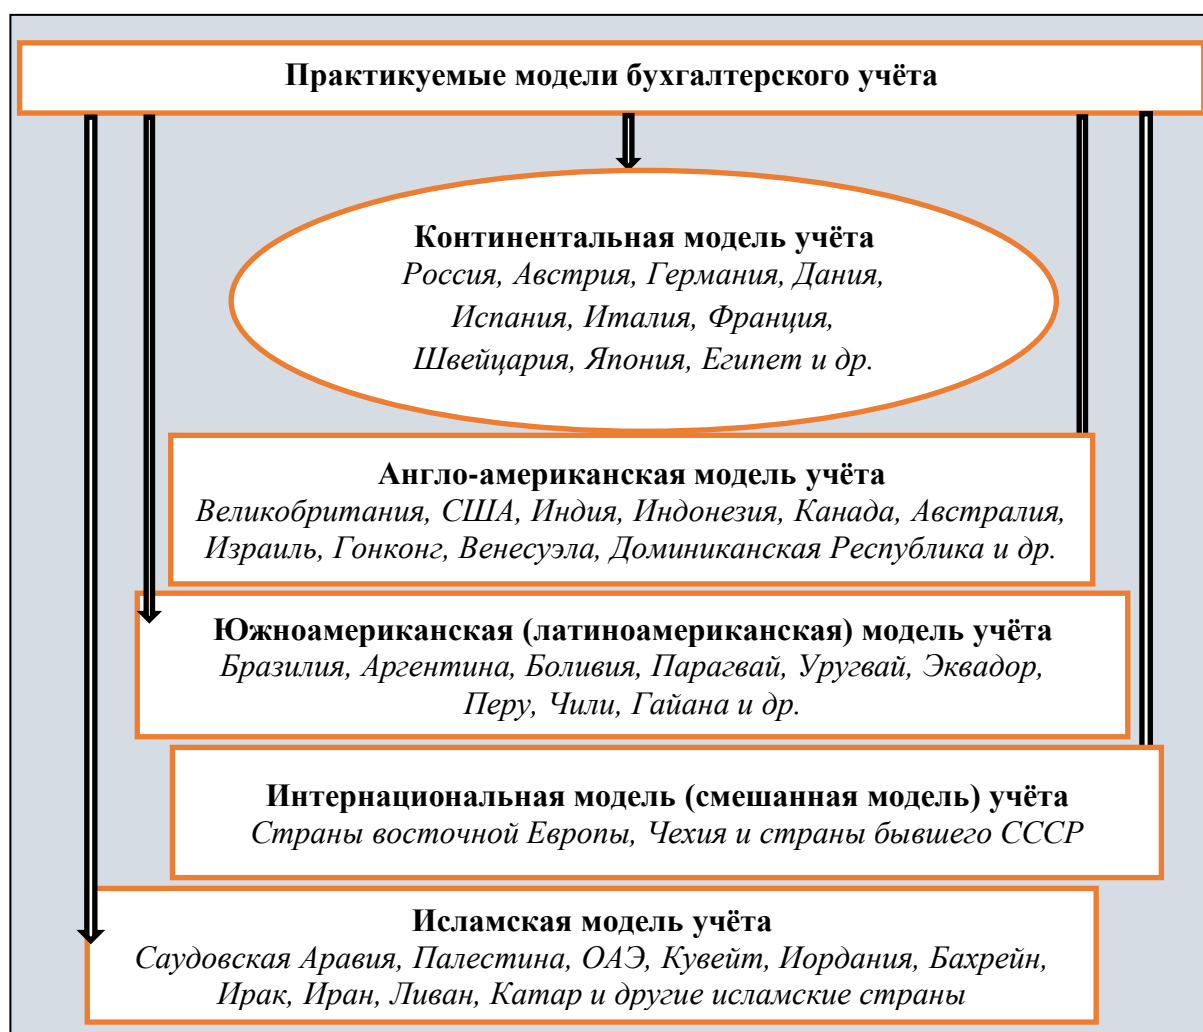 Практикуемые модели бухгалтерского учёта
Континентальная модель учёта
Россия, Австрия, Германия, Дания,
Испания, Италия, Франция,
Швейцария, Япония, Египет и др.
Англо-американская модель учёта
Великобритания, США, Индия, Индонезия, Канада, Австралия,
Израиль, Гонконг, Венесуэла, Доминиканская Республика и др.
Южноамериканская (латиноамериканская) модель учёта
Бразилия, Аргентина, Боливия, Парагвай, Уругвай, Эквадор,
Перу, Чили, Гайана и др.
Интернациональная модель (смешанная модель) учёта
Страны восточной Европы, Чехия и страны бывшего СССР
Исламская модель учёта
Саудовская Аравия, Палестина, ОАЭ, Кувейт, Иордания, Бахрейн,
Ирак, Иран, Ливан, Катар и другие исламские страны